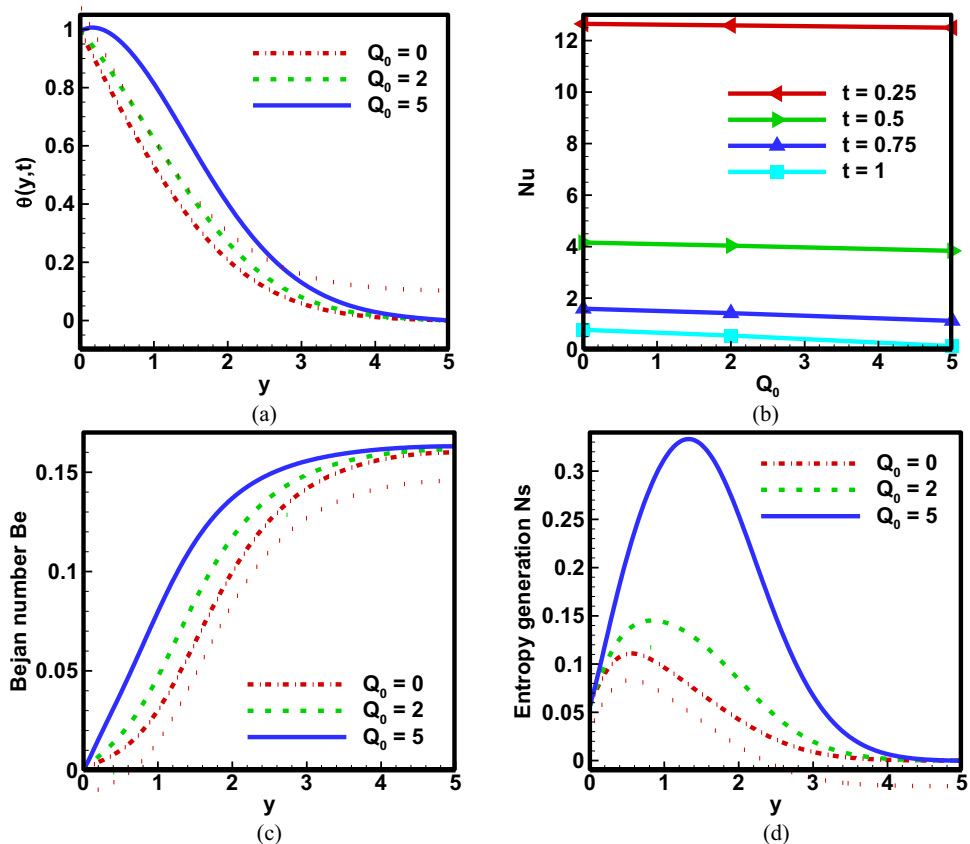 1
0.8
0.6
0.4
0.2
0
θ(y,t)
Q0 = 0
Q0 = 2
Q0 = 5
0 1 2 3 4 5
y
(a)
12
10
8
6
4
2
0
Nu
t = 0.25
t = 0.5
t = 0.75
t = 1
0 1 2 3 4 5
Q0
(b)
0.15
0.1
0.05
0
Bejan number Be
Q0 = 0
Q0 = 2
Q0 = 5
0 1 2 3 4 5
y
(c)
0.3
0.25
0.2
0.15
0.1
0.05
0
Entropy generation Ns
Q0 = 0
Q0 = 2
Q0 = 5
0 1 2 3 4 5
y
(d)